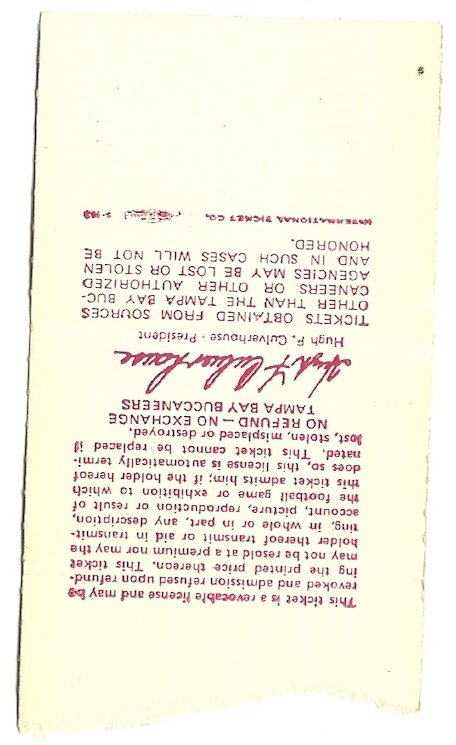 This ticket is a revocable license and may be
revoked and admission refused upon refund-
ing the printed price thereon. This ticket
may not be resold at a premium nor may the
holder thereof transmit or aid in transmit-
ting, in whole or in part, any description,
account, picture, reproduction or result of
the football game or exhibition to which
this ticket admits him; if the holder hereof
does so, this license is automatically termi-
nated. This ticket cannot be replaced if
lost, stolen, misplaced or destroyed.
NO REFUND — NO EXCHANGE
TAMPA BAY BUCCANEERS
Hugh F. Culverhouse
Hugh F. Culverhouse - President
TICKETS OBTAINED FROM SOURCES
OTHER THAN THE TAMPA BAY BUC-
CANEERS OR OTHER AUTHORIZED
AGENCIES MAY BE LOST OR STOLEN
AND IN SUCH CASES WILL NOT BE
HONORED.
INTERNATIONAL TICKET CO.